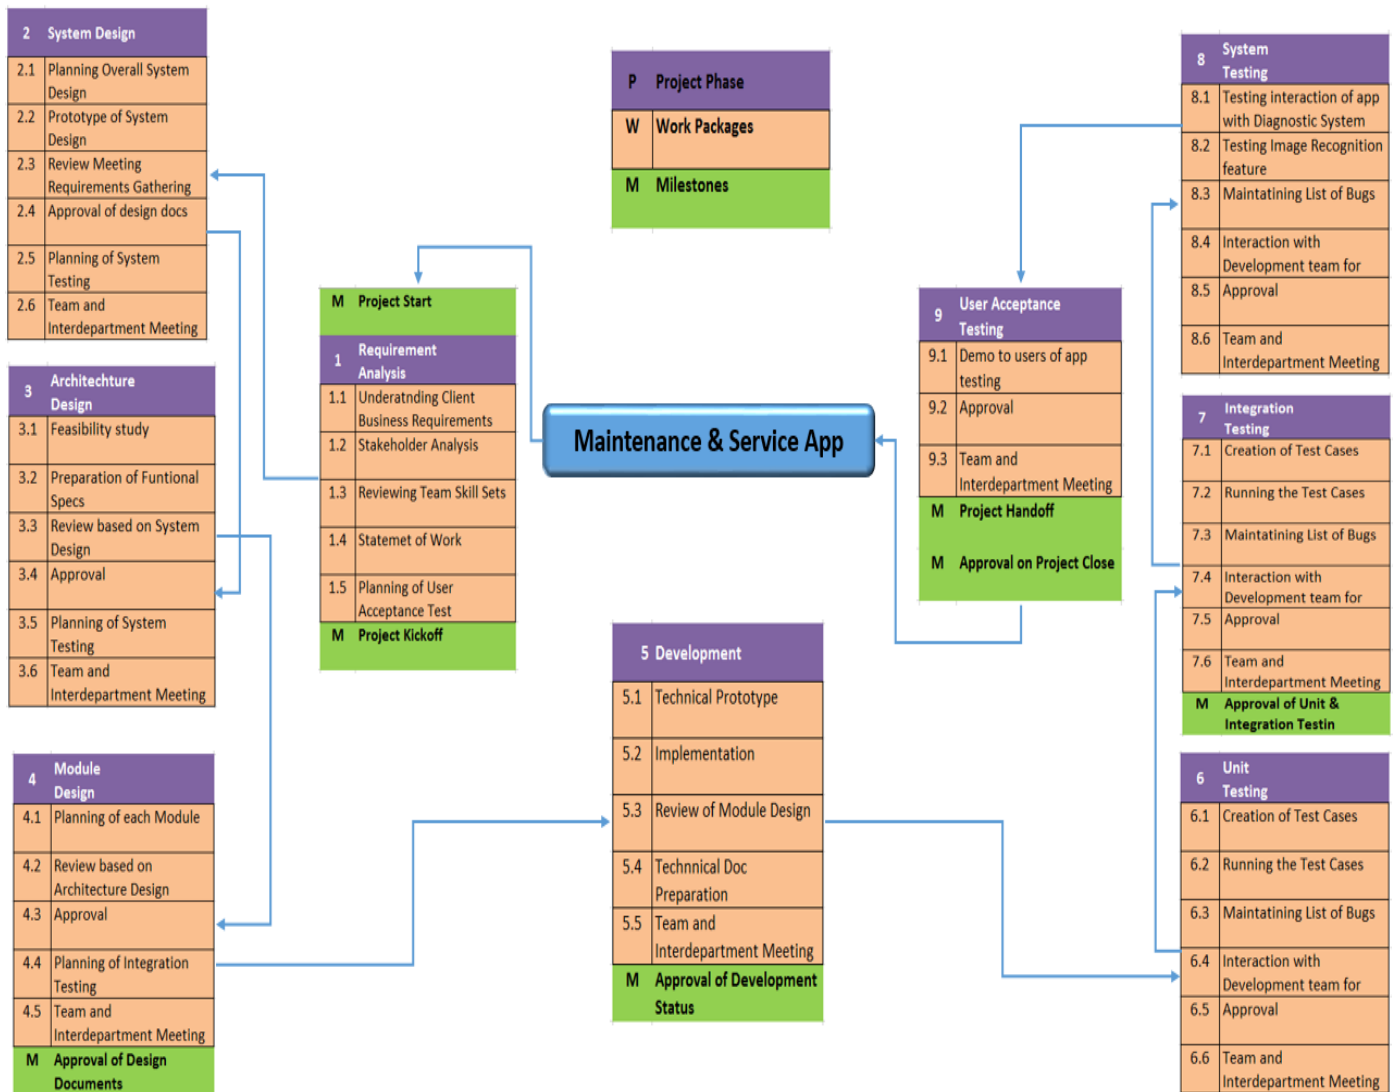 2 System Design
2.1 Planning Overall System
Design
2.2 Prototype of System
Design
2.3 Review Meeting
Requirements Gathering
2.4 Approval of design docs
2.5 Planning of System
Testing
2.6 Team and
Interdepartment Meeting
3 Architechture
Design
3.1 Feasibility study
3.2 Preparation of Funtional
Specs
3.3 Review based on System
Design
3.4 Approval
3.5 Planning of System
Testing
3.6 Team and
Interdepartment Meeting
4 Module
Design
4.1 Planning of each Module
4.2 Review based on
Architecture Design
4.3 Approval
4.4 Planning of Integration
Testing
4.5 Team and
Interdepartment Meeting
M Approval of Design
Documents
M Project Start
1 Requirement
Analysis
1.1 Underatnding Client
Business Requirements
1.2 Stakeholder Analysis
1.3 Reviewing Team Skill Sets
1.4 Statemet of Work
1.5 Planning of User
Acceptance Test
M Project Kickoff
P Project Phase
W Work Packages
M Milestones
Maintenance & Service App
5 Development
5.1 Technical Prototype
5.2 Implementation
5.3 Review of Module Design
5.4 Technnical Doc
Preparation
5.5 Team and
Interdepartment Meeting
M Approval of Development
Status
9 User Acceptance
Testing
9.1 Demo to users of app
testing
9.2 Approval
9.3 Team and
Interdepartment Meeting
M Project Handoff
M Approval on Project Close
8 System
Testing
8.1 Testing interaction of app
with Diagnostic System
8.2 Testing Image Recognition
feature
8.3 Maintatining List of Bugs
8.4 Interaction with
Development team for
8.5 Approval
8.6 Team and
Interdepartment Meeting
7 Integration
Testing
7.1 Creation of Test Cases
7.2 Running the Test Cases
7.3 Maintatining List of Bugs
7.4 Interaction with
Development team for
7.5 Approval
7.6 Team and
Interdepartment Meeting
M Approval of Unit &
Integration Testin
6 Unit
Testing
6.1 Creation of Test Cases
6.2 Running the Test Cases
6.3 Maintatining List of Bugs
6.4 Interaction with
Development team for
6.5 Approval
6.6 Team and
Interdepartment Meeting